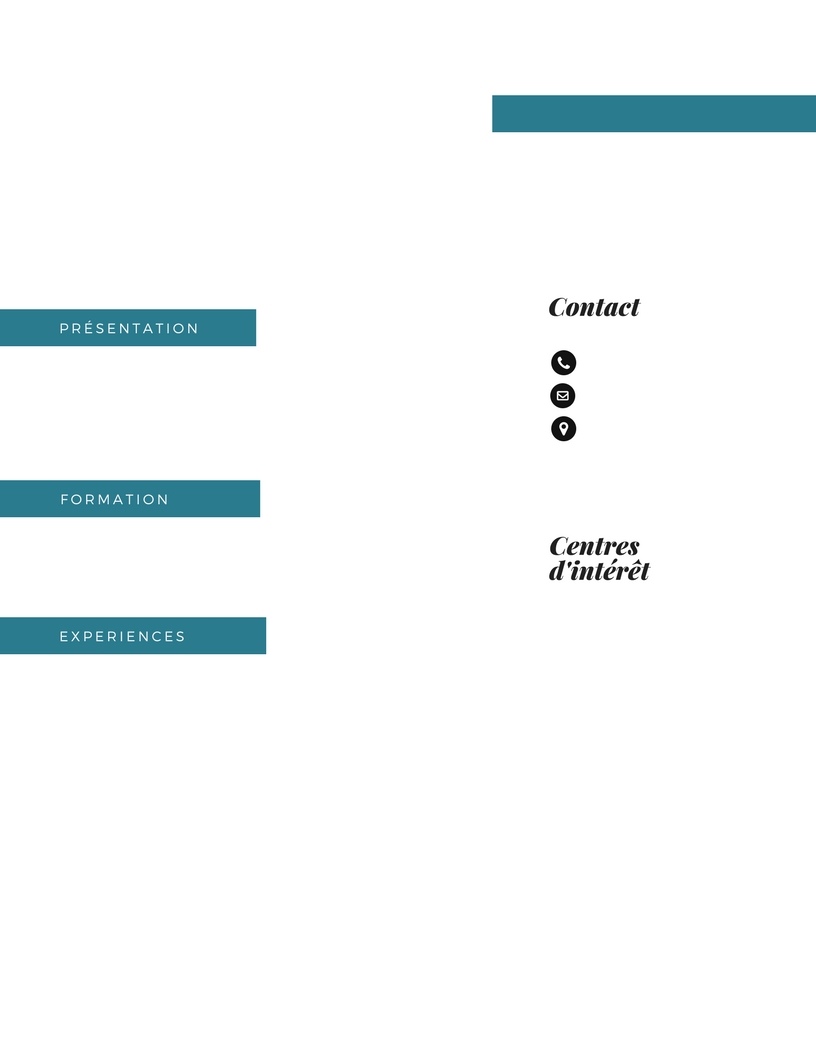 PRÉSENTATION
FORMATION
EXPERIENCES
Contact
Centres
d'intérêt